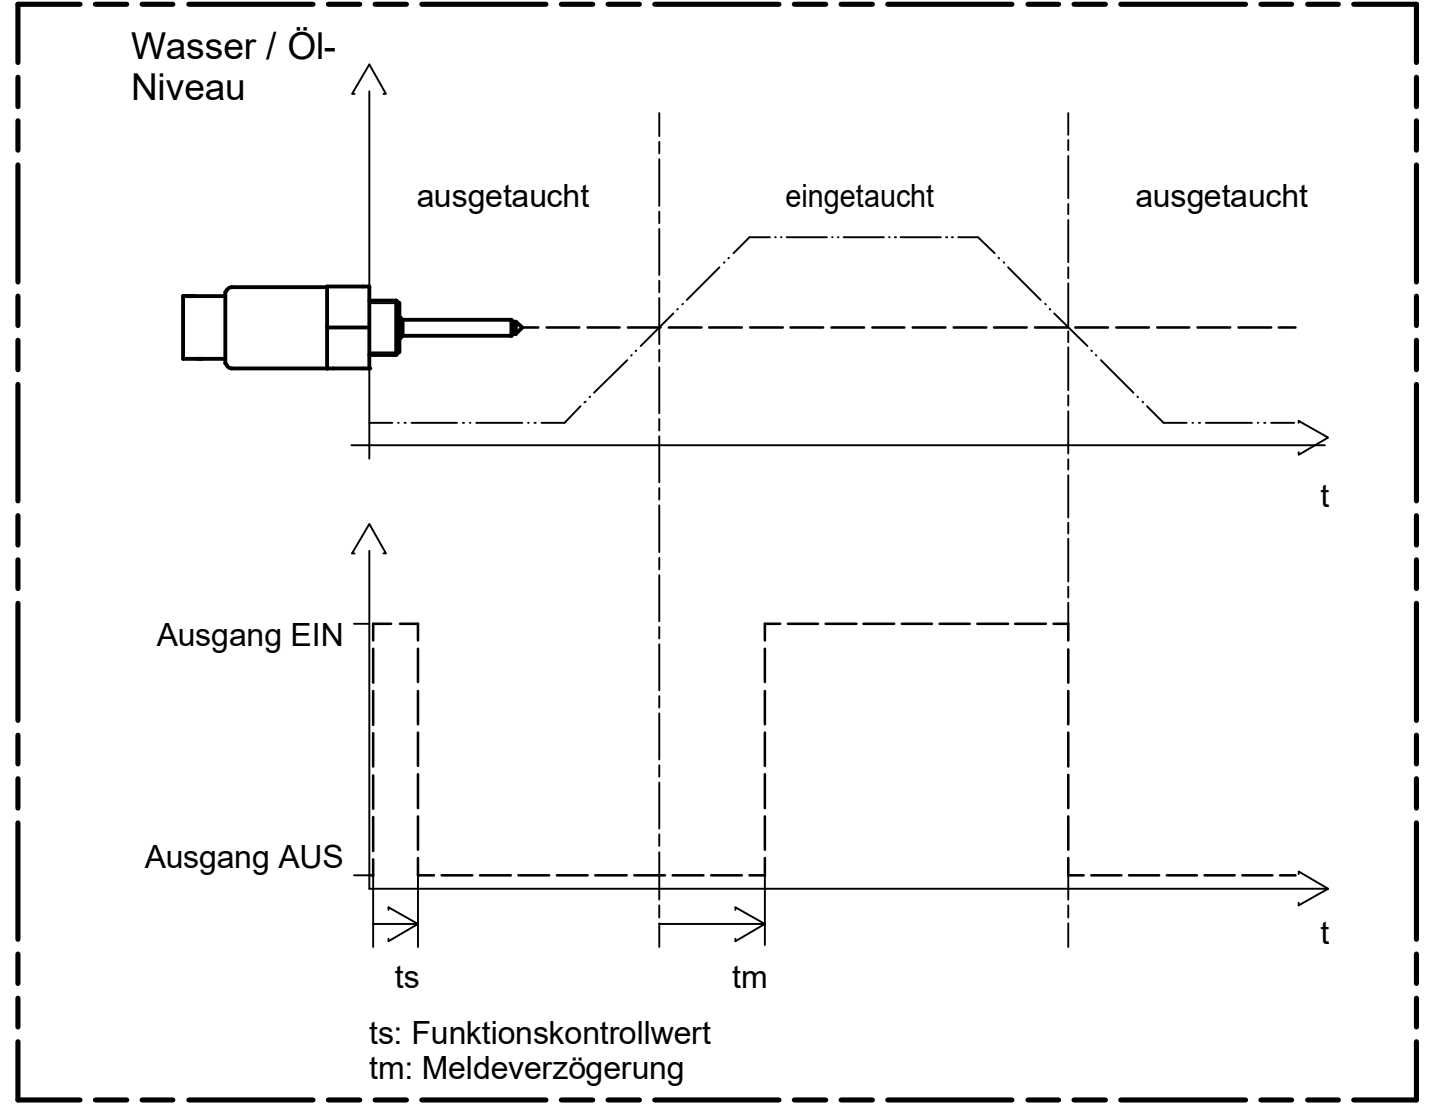 Wasser / Öl-
Niveau
ausgetaucht
eingetaucht
ausgetaucht
t
Ausgang EIN
Ausgang AUS
t
ts
tm
ts: Funktionskontrollwert
tm: Meldeverzögerung